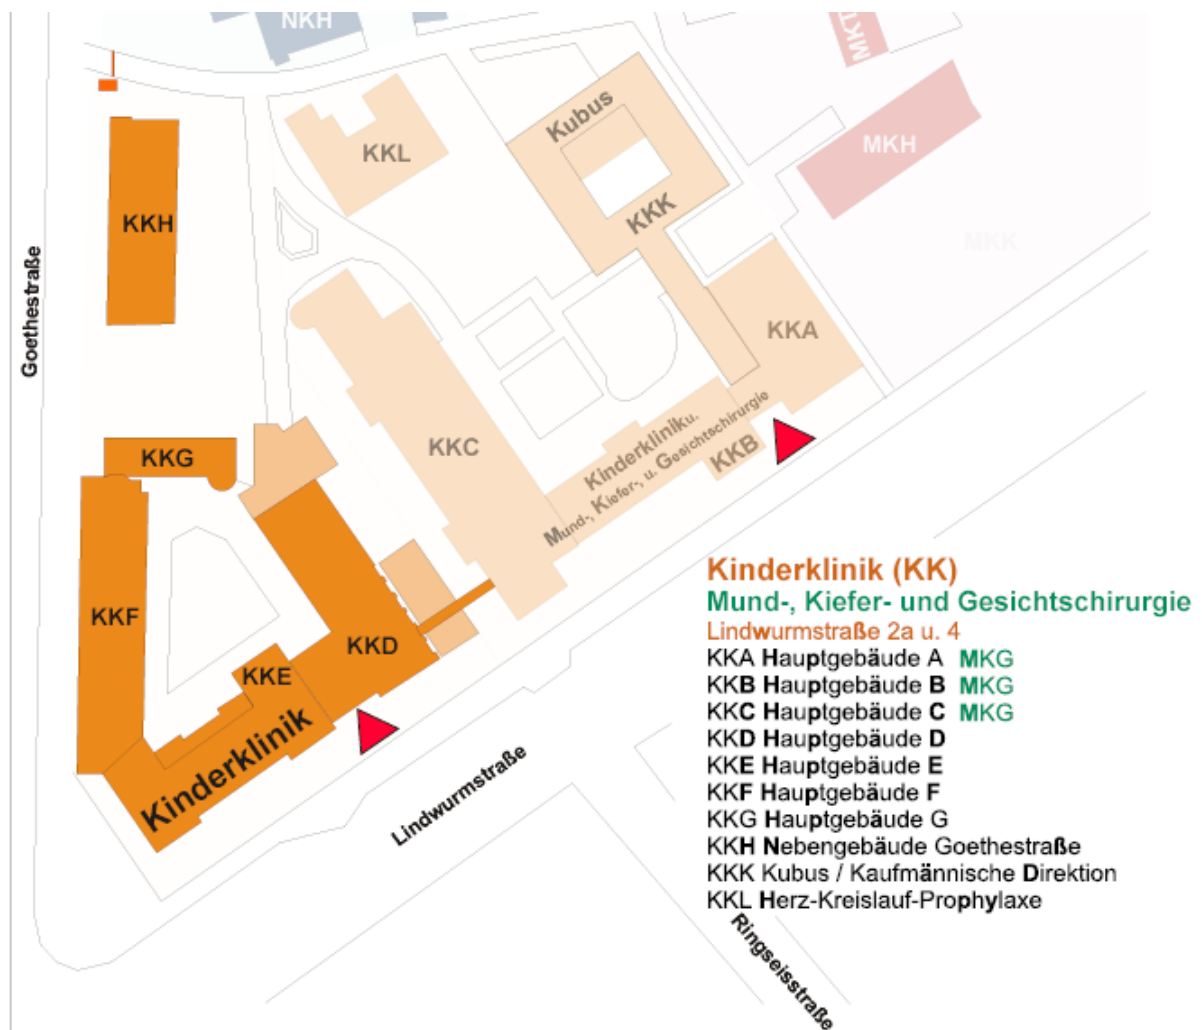 NKH
MKT
Kubus
KKL
MKH
KKH
KKK
MKK
Goethestraße
KKA
KKC
Kinderklinik u.
Mund-, Kiefer-, u. Gesichtschirurgie
KKB
KKG
KKF
KKD
KKE
Kinderklinik
Lindwurmstraße
Ringseisstraße
Kinderklinik (KK)
Mund-, Kiefer- und Gesichtschirurgie
Lindwurmstraße 2a u. 4
KKA Hauptgebäude A MKG
KKB Hauptgebäude B MKG
KKC Hauptgebäude C MKG
KKD Hauptgebäude D
KKE Hauptgebäude E
KKF Hauptgebäude F
KKG Hauptgebäude G
KKH Nebengebäude Goethestraße
KKK Kubus / Kaufmännische Direktion
KKL Herz-Kreislauf-Prophylaxe